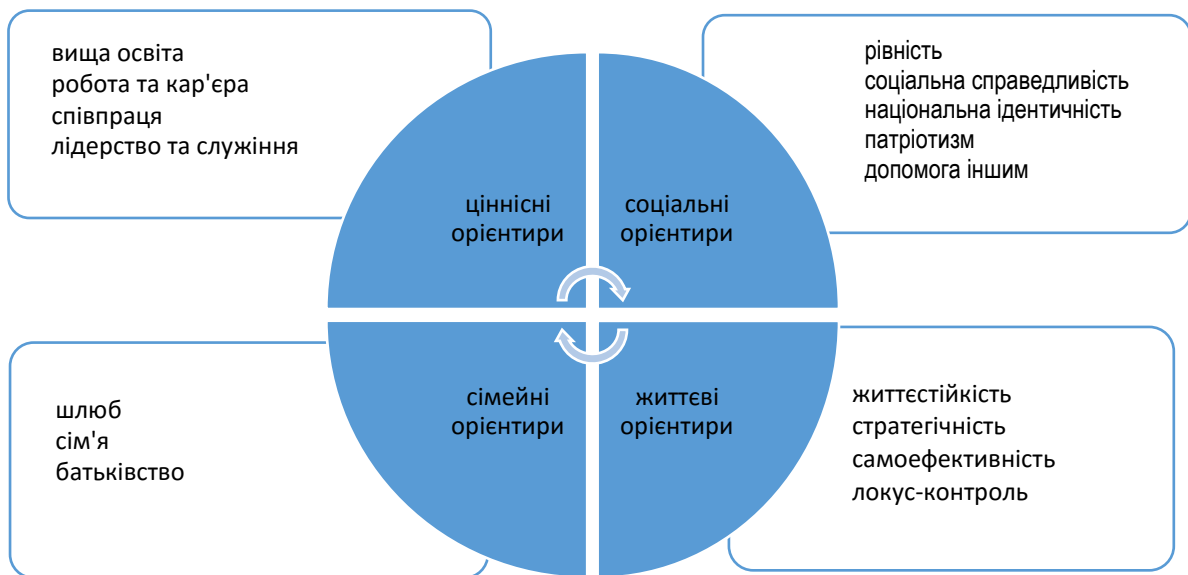 вища освіта
робота та кар'єра
співпраця
лідерство та служіння
рівність
соціальна справедливість
національна ідентичність
патріотизм
допомога іншим
ціннісні
орієнтири
соціальні
орієнтири
сімейні
орієнтири
життєві
орієнтири
шлюб
сім'я
батьківство
життєстійкість
стратегічність
самоефективність
локус-контроль